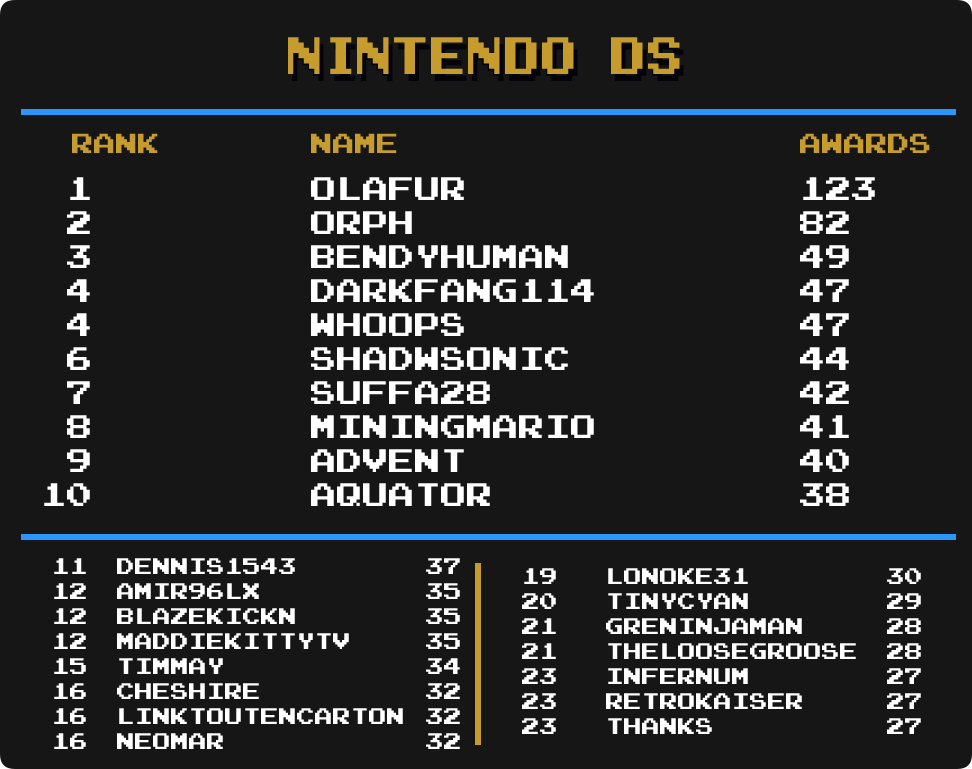 NINTENDO DS
RANK NAME AWARDS
1 OLAFUR 123
2 ORPH 82
3 BENDYHUMAN 49
4 DARKFANG114 47
4 WHOOPS 47
6 SHADWSONIC 44
7 SUFFA28 42
8 MININGMARIO 41
9 ADVENT 40
10 AQUATOR 38
11 DENNIS1543 37
12 AMIR96LX 35
12 BLAZEKICKN 35
12 MADDIEKITTYTV 35
15 TIMMAY 34
16 CHESHIRE 32
16 LINKTOUTENCARTON 32
16 NEOMAR 32
19 LONOKE31 30
20 TINYCYAN 29
21 GRENINJAMAN 28
21 THELOOSEGROOSE 28
23 INFERNUM 27
23 RETROKAISER 27
23 THANKS 27